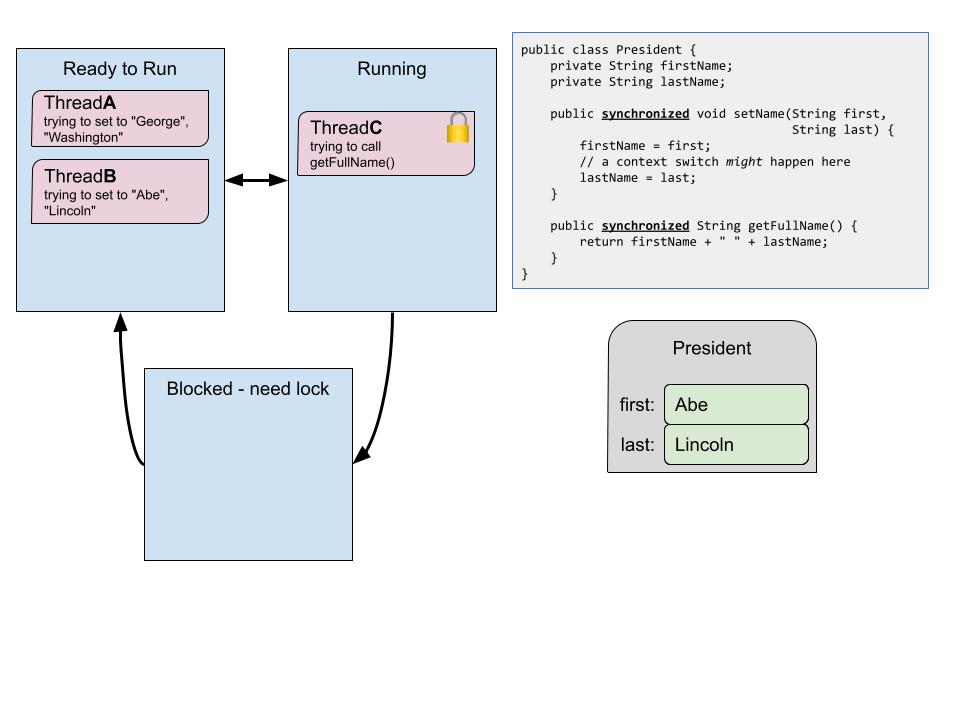 Ready to Run
ThreadA
trying to set to "George",
"Washington"
ThreadB
trying to set to "Abe",
"Lincoln"
Running
ThreadC
trying to call
getFullName()
Blocked - need lock
public class President {
    private String firstName;
    private String lastName;

    public synchronized void setName(String first,
                                     String last) {
        firstName = first;
        // a context switch might happen here
        lastName = last;
    }

    public synchronized String getFullName() {
        return firstName + " " + lastName;
    }
}
President
first: Abe
last: Lincoln